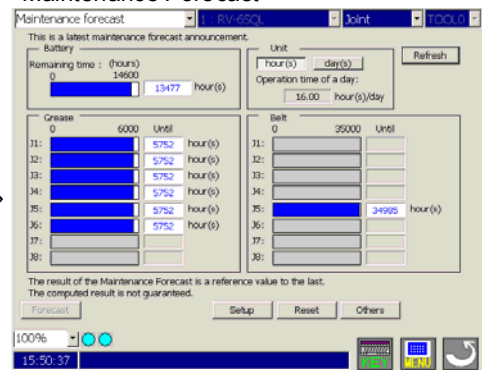 Maintenance Forecast
Maintenance forecast 1 : RV-6SQL Joint TOOL0
This is a latest maintenance forecast announcement.
Battery
Remaining time : (hours)
0 14600
13477 hour(s)
Unit
hour(s) day(s)
Operation time of a day:
16.00 hour(s)/day
Refresh
Grease
0 6000 Until
J1: 5752 hour(s)
J2: 5752 hour(s)
J3: 5752 hour(s)
J4: 5752 hour(s)
J5: 5752 hour(s)
J6: 5752 hour(s)
J7:
J8:
Belt
0 35000 Until
J1:
J2:
J3:
J4:
J5: 34985 hour(s)
J6:
J7:
J8:
The result of the Maintenance Forecast is a reference value to the last.
The computed result is not guaranteed.
Forecast Setup Reset Others
100%
15:50:37
KEY MENU